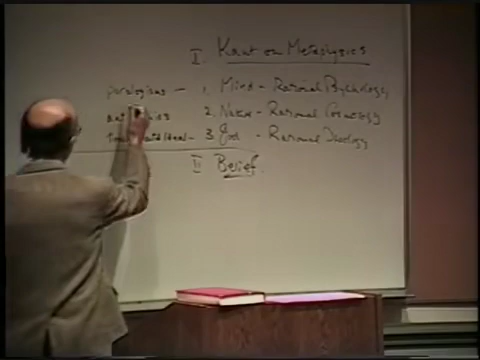 I. Kant on Metaphysics
paralogisms — 1. Mind - Rational Psychology
2. Nature - Rational Cosmology
3. God - Rational Theology
II Belief